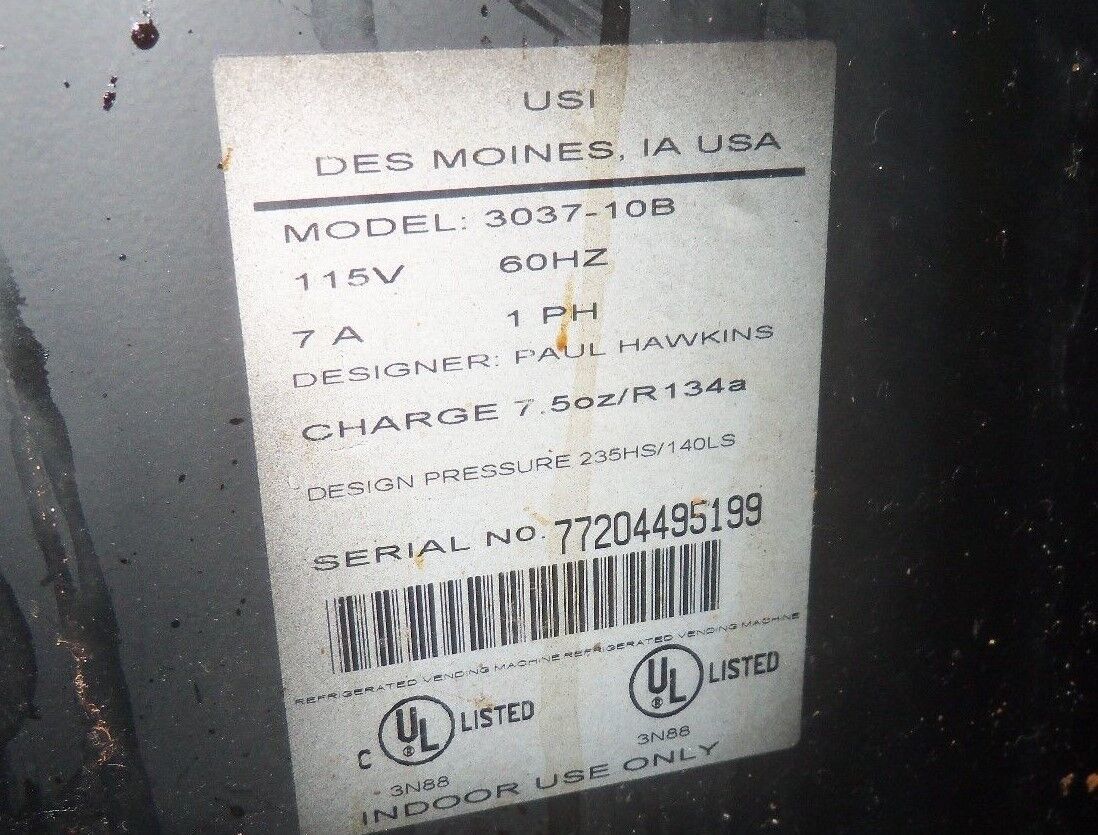 USI
DES MOINES, IA USA
MODEL: 3037-10B
115V 60HZ
7 A 1 PH
DESIGNER: PAUL HAWKINS
CHARGE 7.5oz/R134a
DESIGN PRESSURE 235HS/140LS
SERIAL NO. 77204495199
REFRIGERATED VENDING MACHINE REFRIGERATED VENDING MACHINE
C UL ® LISTED UL ® LISTED
3N88 3N88
INDOOR USE ONLY